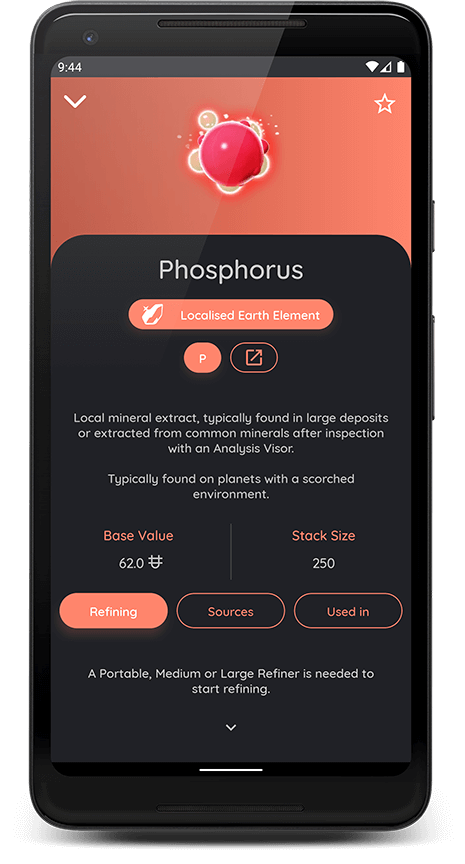 9:44
Phosphorus
Localised Earth Element
P
Local mineral extract, typically found in large deposits
or extracted from common minerals after inspection
with an Analysis Visor.
Typically found on planets with a scorched
environment.
Base Value
Stack Size
62.0
250
Refining
Sources
Used in
A Portable, Medium or Large Refiner is needed to
start refining.